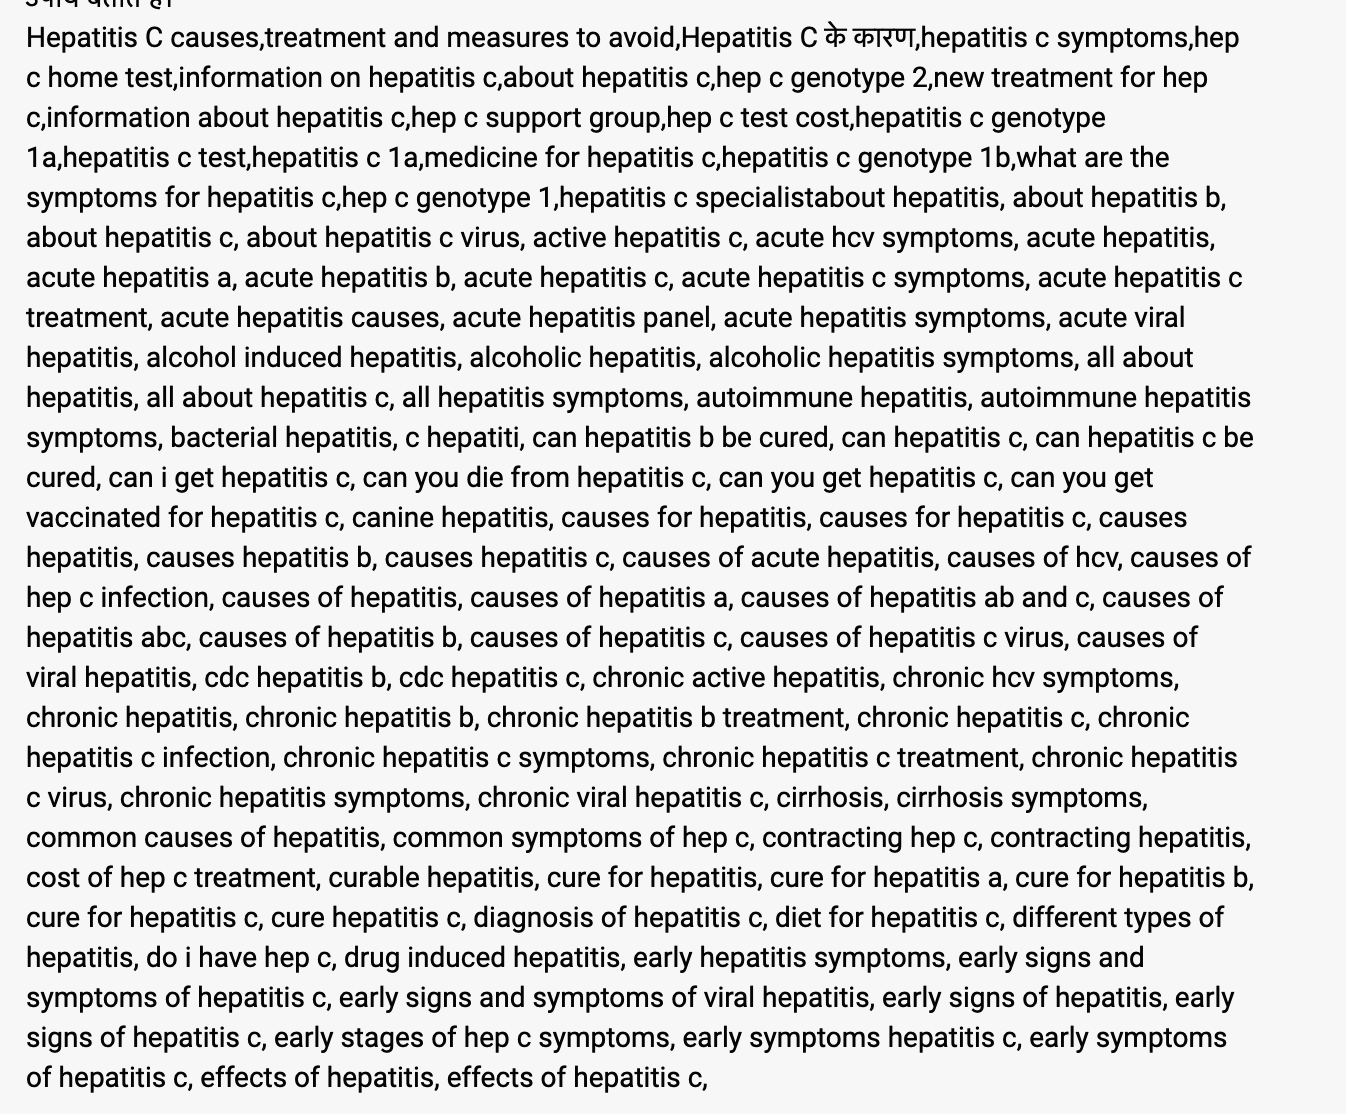 उपाय बताते है।
Hepatitis C causes,treatment and measures to avoid,Hepatitis C के कारण,hepatitis c symptoms,hep
c home test,information on hepatitis c,about hepatitis c,hep c genotype 2,new treatment for hep
c,information about hepatitis c,hep c support group,hep c test cost,hepatitis c genotype
1a,hepatitis c test,hepatitis c 1a,medicine for hepatitis c,hepatitis c genotype 1b,what are the
symptoms for hepatitis c,hep c genotype 1,hepatitis c specialistabout hepatitis, about hepatitis b,
about hepatitis c, about hepatitis c virus, active hepatitis c, acute hcv symptoms, acute hepatitis,
acute hepatitis a, acute hepatitis b, acute hepatitis c, acute hepatitis c symptoms, acute hepatitis c
treatment, acute hepatitis causes, acute hepatitis panel, acute hepatitis symptoms, acute viral
hepatitis, alcohol induced hepatitis, alcoholic hepatitis, alcoholic hepatitis symptoms, all about
hepatitis, all about hepatitis c, all hepatitis symptoms, autoimmune hepatitis, autoimmune hepatitis
symptoms, bacterial hepatitis, c hepatiti, can hepatitis b be cured, can hepatitis c, can hepatitis c be
cured, can i get hepatitis c, can you die from hepatitis c, can you get hepatitis c, can you get
vaccinated for hepatitis c, canine hepatitis, causes for hepatitis, causes for hepatitis c, causes
hepatitis, causes hepatitis b, causes hepatitis c, causes of acute hepatitis, causes of hcv, causes of
hep c infection, causes of hepatitis, causes of hepatitis a, causes of hepatitis ab and c, causes of
hepatitis abc, causes of hepatitis b, causes of hepatitis c, causes of hepatitis c virus, causes of
viral hepatitis, cdc hepatitis b, cdc hepatitis c, chronic active hepatitis, chronic hcv symptoms,
chronic hepatitis, chronic hepatitis b, chronic hepatitis b treatment, chronic hepatitis c, chronic
hepatitis c infection, chronic hepatitis c symptoms, chronic hepatitis c treatment, chronic hepatitis
c virus, chronic hepatitis symptoms, chronic viral hepatitis c, cirrhosis, cirrhosis symptoms,
common causes of hepatitis, common symptoms of hep c, contracting hep c, contracting hepatitis,
cost of hep c treatment, curable hepatitis, cure for hepatitis, cure for hepatitis a, cure for hepatitis b,
cure for hepatitis c, cure hepatitis c, diagnosis of hepatitis c, diet for hepatitis c, different types of
hepatitis, do i have hep c, drug induced hepatitis, early hepatitis symptoms, early signs and
symptoms of hepatitis c, early signs and symptoms of viral hepatitis, early signs of hepatitis, early
signs of hepatitis c, early stages of hep c symptoms, early symptoms hepatitis c, early symptoms
of hepatitis c, effects of hepatitis, effects of hepatitis c,